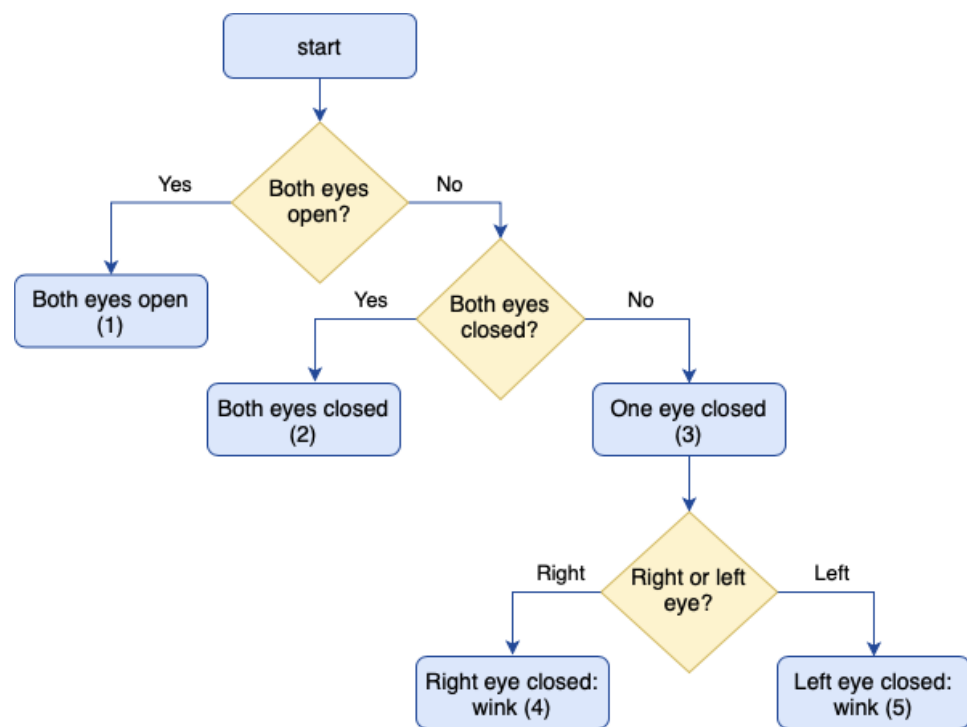 start
Both eyes
open?
Yes
No
Both eyes open
(1)
Both eyes
closed?
Yes
No
Both eyes closed
(2)
One eye closed
(3)
Right or left
eye?
Right
Left
Right eye closed:
wink (4)
Left eye closed:
wink (5)